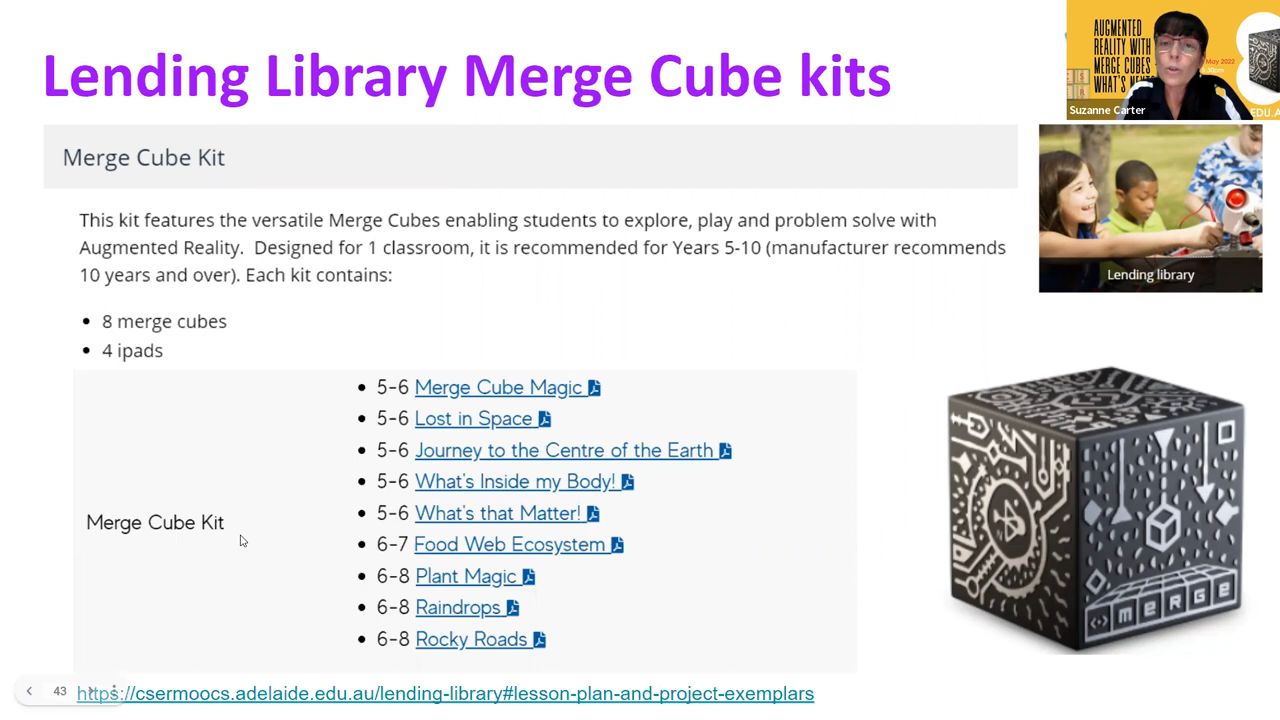 Lending Library Merge Cube kits
AUGMENTED
REALITY WITH
MERGE CUBES
WHAT'S
May 2022
Suzanne Carter
EDU.A
Merge Cube Kit
This kit features the versatile Merge Cubes enabling students to explore, play and problem solve with
Augmented Reality. Designed for 1 classroom, it is recommended for Years 5-10 (manufacturer recommends
10 years and over). Each kit contains:
• 8 merge cubes
• 4 ipads
Lending library
Merge Cube Kit
• 5-6 Merge Cube Magic
• 5-6 Lost in Space
• 5-6 Journey to the Centre of the Earth
• 5-6 What's Inside my Body!
• 5-6 What's that Matter!
• 6-7 Food Web Ecosystem
• 6-8 Plant Magic
• 6-8 Raindrops
• 6-8 Rocky Roads
merge
43
https://csermoocs.adelaide.edu.au/lending-library#lesson-plan-and-project-exemplars